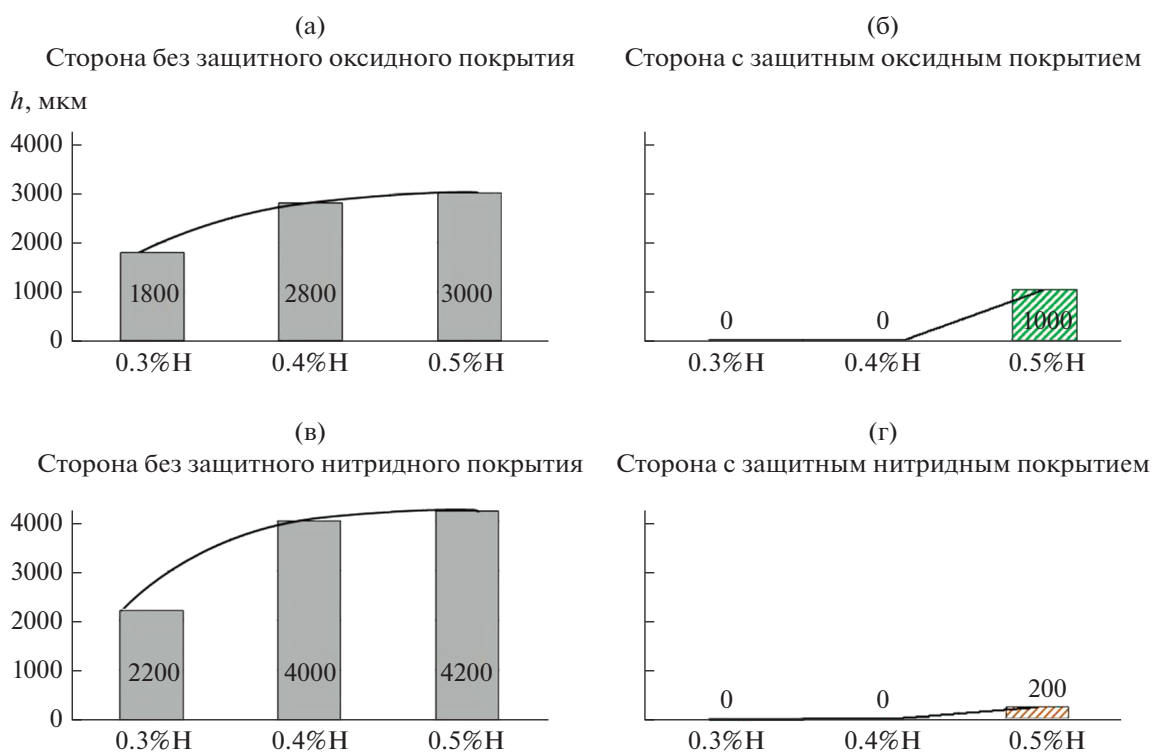 (а)
Сторона без защитного оксидного покрытия
h, мкм
4000
3000
2000
1000
0
1800
2800
3000
0.3%H
0.4%H
0.5%H
(б)
Сторона с защитным оксидным покрытием
0
0
1000
0.3%H
0.4%H
0.5%H
(в)
Сторона без защитного нитридного покрытия
4000
3000
2000
1000
0
2200
4000
4200
0.3%H
0.4%H
0.5%H
(г)
Сторона с защитным нитридным покрытием
0
0
200
0.3%H
0.4%H
0.5%H